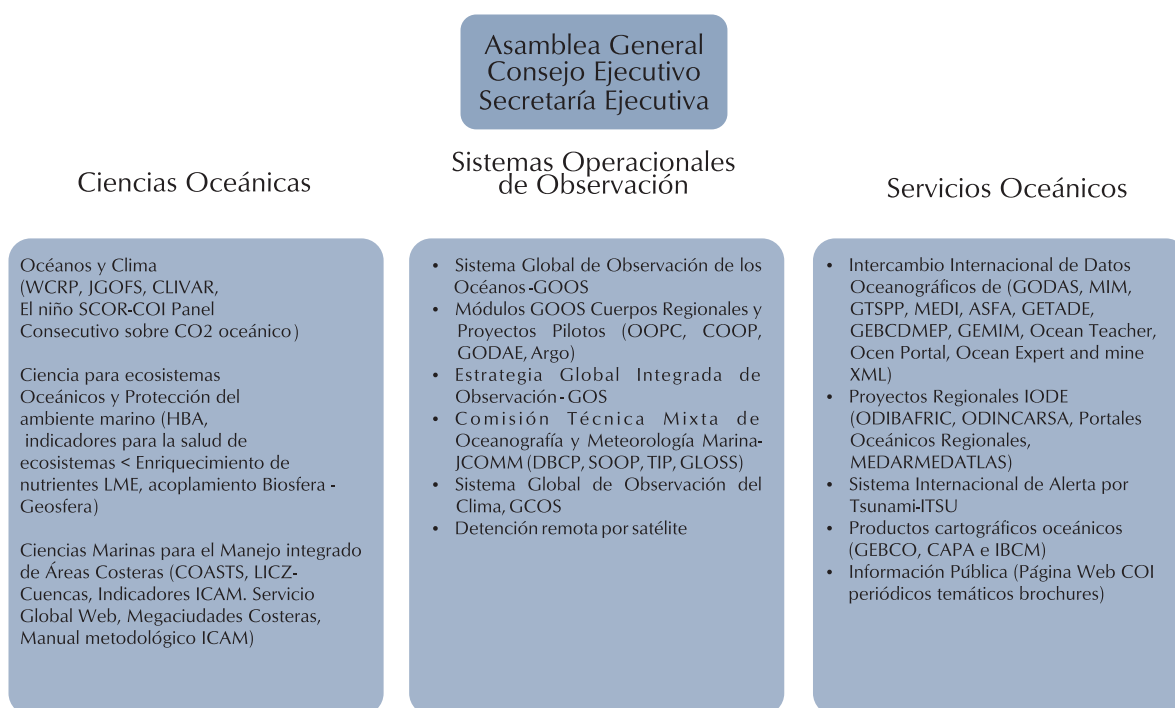 Asamblea General
Consejo Ejecutivo
Secretaría Ejecutiva
Ciencias Oceánicas
Océanos y Clima
(WCRP, JGOFS, CLIVAR,
El niño SCOR-COI Panel
Consecutivo sobre CO2 oceánico)
Ciencia para ecosistemas
Oceánicos y Protección del
ambiente marino (HBA,
indicadores para la salud de
ecosistemas < Enriquecimiento de
nutrientes LME, acoplamiento Biosfera -
Geosfera)
Ciencias Marinas para el Manejo integrado
de Áreas Costeras (COASTS, LICZ-
Cuencas, Indicadores ICAM. Servicio
Global Web, Megaciudades Costeras,
Manual metodológico ICAM)
Sistemas Operacionales
de Observación
• Sistema Global de Observación de los
Océanos-GOOS
• Módulos GOOS Cuerpos Regionales y
Proyectos Pilotos (OOPC, COOP,
GODAE, Argo)
• Estrategia Global Integrada de
Observación - GOS
• Comisión Técnica Mixta de
Oceanografía y Meteorología Marina-
JCOMM (DBCP, SOOP, TIP, GLOSS)
• Sistema Global de Observación del
Clima, GCOS
• Detención remota por satélite
Servicios Oceánicos
• Intercambio Internacional de Datos
Oceanográficos de (GODAS, MIM,
GTSPP, MEDI, ASFA, GETADE,
GEBCDMEP, GEMIM, Ocean Teacher,
Ocen Portal, Ocean Expert and mine
XML)
• Proyectos Regionales IODE
(ODIBAFRIC, ODINCARSA, Portales
Oceánicos Regionales,
MEDARMEDATLAS)
• Sistema Internacional de Alerta por
Tsunami-ITSU
• Productos cartográficos oceánicos
(GEBCO, CAPA e IBCM)
• Información Pública (Página Web COI
periódicos temáticos brochures)